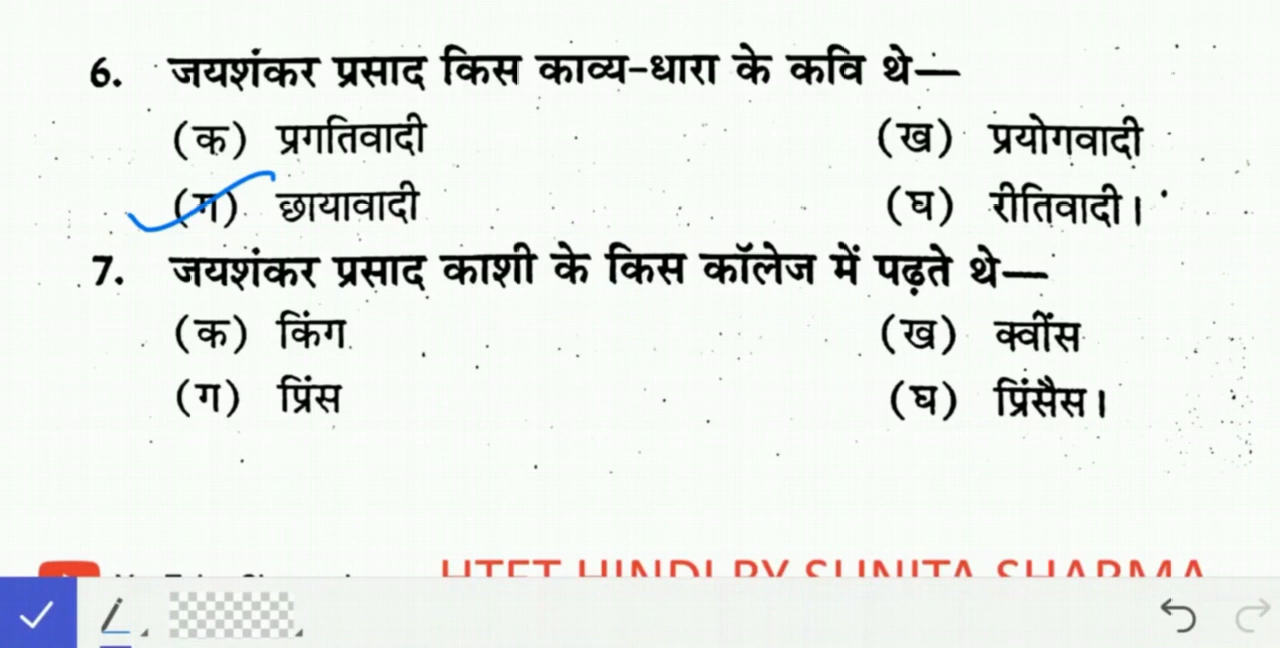 6. जयशंकर प्रसाद किस काव्य-धारा के कवि थे—
(क) प्रगतिवादी (ख) प्रयोगवादी
(ग) छायावादी (घ) रीतिवादी।
7. जयशंकर प्रसाद काशी के किस कॉलेज में पढ़ते थे—
(क) किंग (ख) क्वींस
(ग) प्रिंस (घ) प्रिंसैस।
HTET HINDI BY SUNITA SHARMA